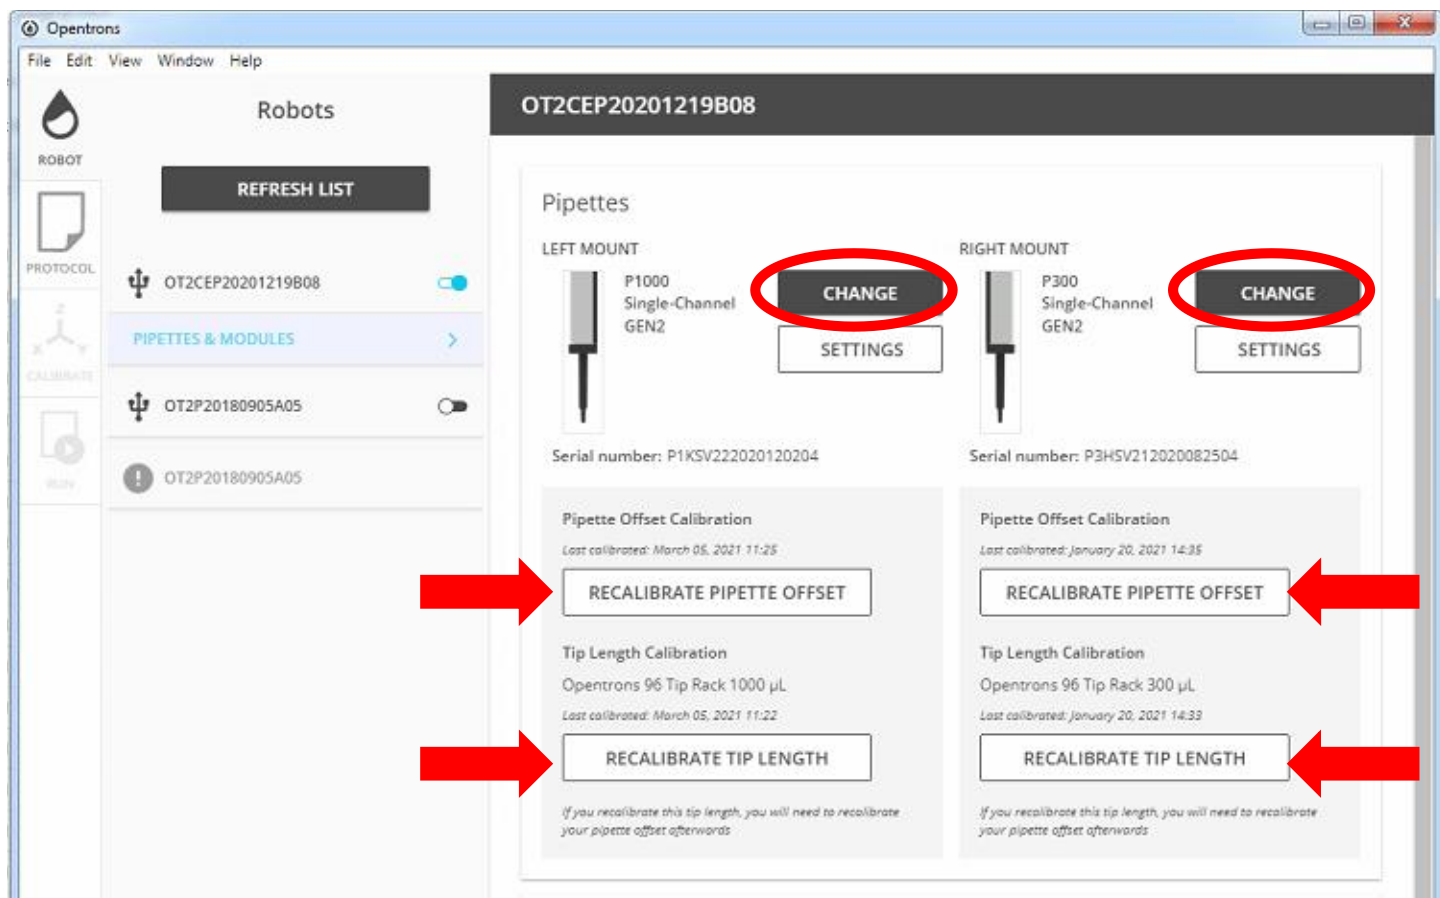 Opentrons
File Edit View Window Help
ROBOT
PROTOCOL
Z
X Y
CALIBRATE
RUN
Robots
REFRESH LIST
OT2CEP20201219B08
PIPETTES & MODULES
OT2P20180905A05
OT2P20180905A05
OT2CEP20201219B08
Pipettes
LEFT MOUNT
P1000
Single-Channel
GEN2
CHANGE
SETTINGS
Serial number: P1KSV222020120204
Pipette Offset Calibration
Last calibrated: March 05, 2021 11:25
RECALIBRATE PIPETTE OFFSET
Tip Length Calibration
Opentrons 96 Tip Rack 1000 µL
Last calibrated: March 05, 2021 11:22
RECALIBRATE TIP LENGTH
If you recalibrate this tip length, you will need to recalibrate
your pipette offset afterwards
RIGHT MOUNT
P300
Single-Channel
GEN2
CHANGE
SETTINGS
Serial number: P3HSV212020082504
Pipette Offset Calibration
Last calibrated: January 20, 2021 14:35
RECALIBRATE PIPETTE OFFSET
Tip Length Calibration
Opentrons 96 Tip Rack 300 µL
Last calibrated: January 20, 2021 14:33
RECALIBRATE TIP LENGTH
If you recalibrate this tip length, you will need to recalibrate
your pipette offset afterwards